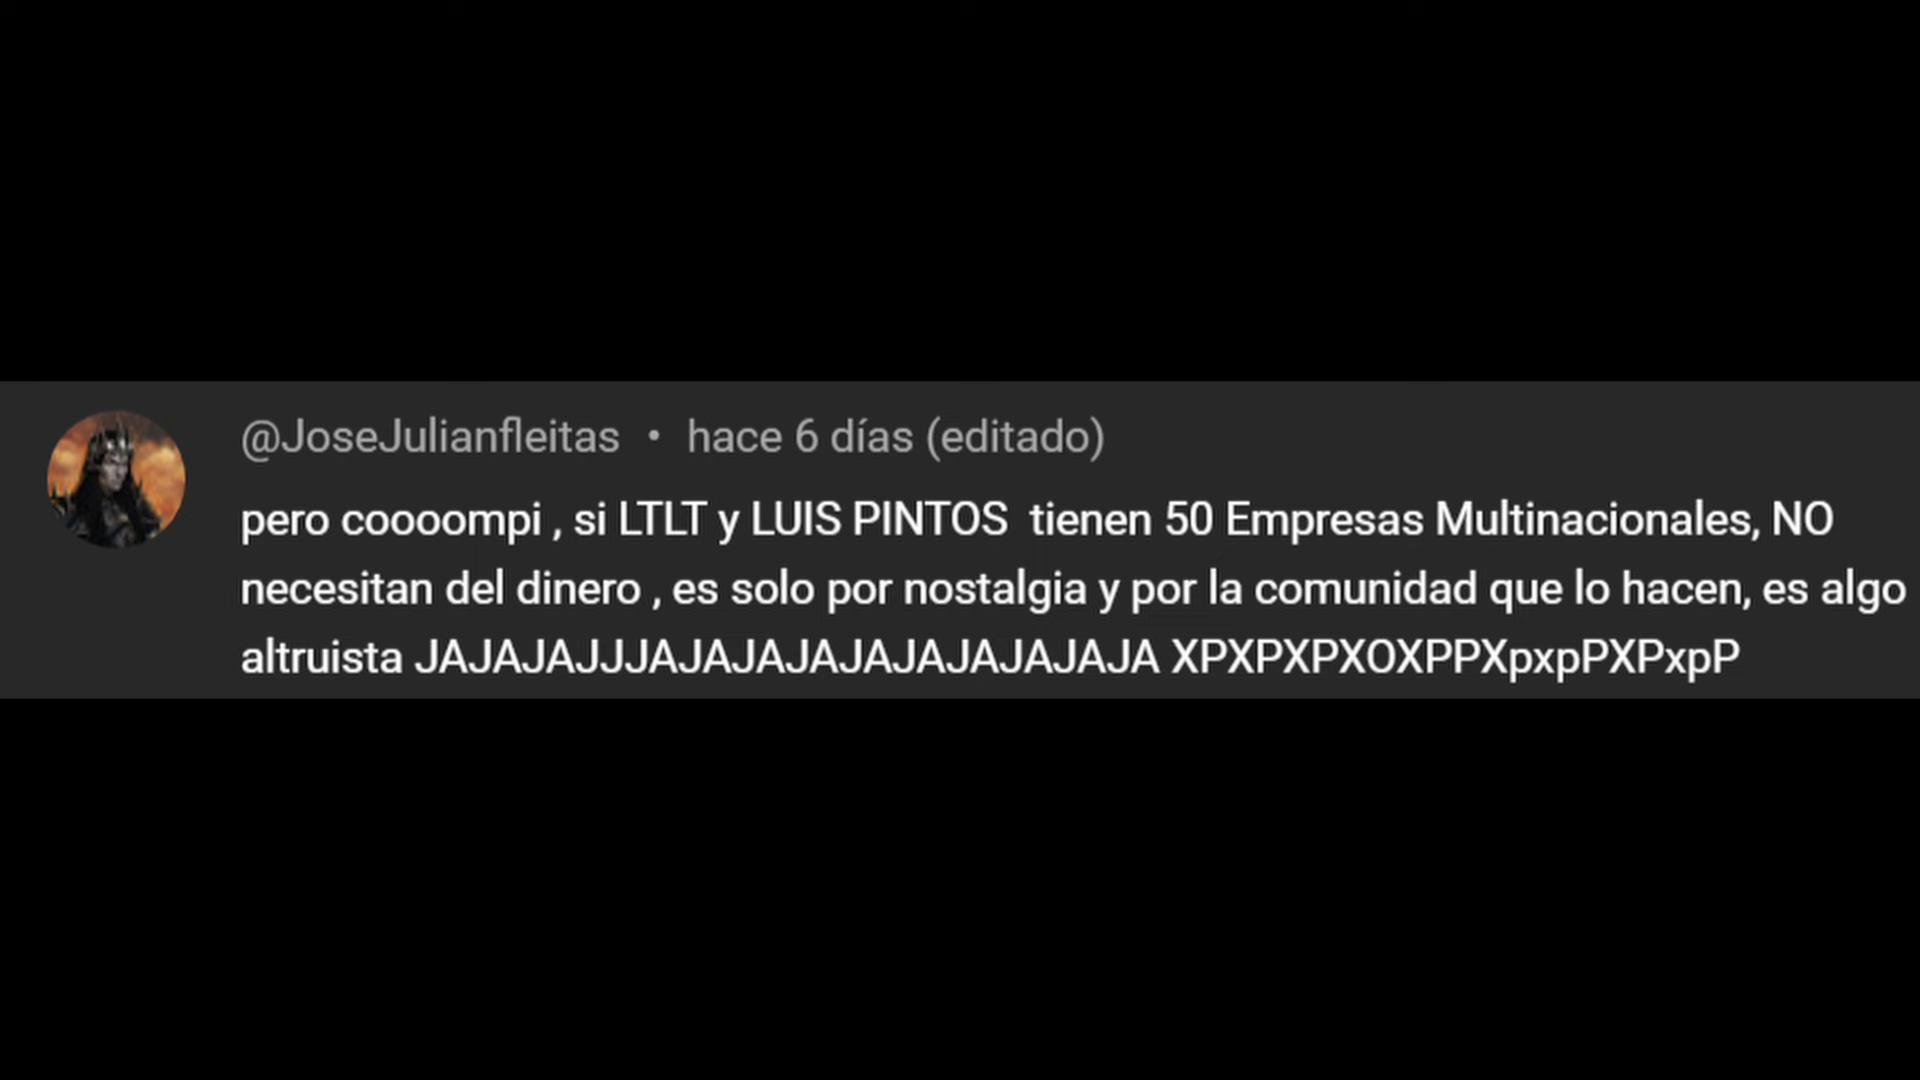 @JoseJulianfleitas • hace 6 días (editado)
pero coooompi , si LTLT y LUIS PINTOS  tienen 50 Empresas Multinacionales, NO
necesitan del dinero , es solo por nostalgia y por la comunidad que lo hacen, es algo
altruista JAJAJAJJJAJAJAJAJAJAJAJAJAJA XPXPXPXOXPPXpxpPXPxpP